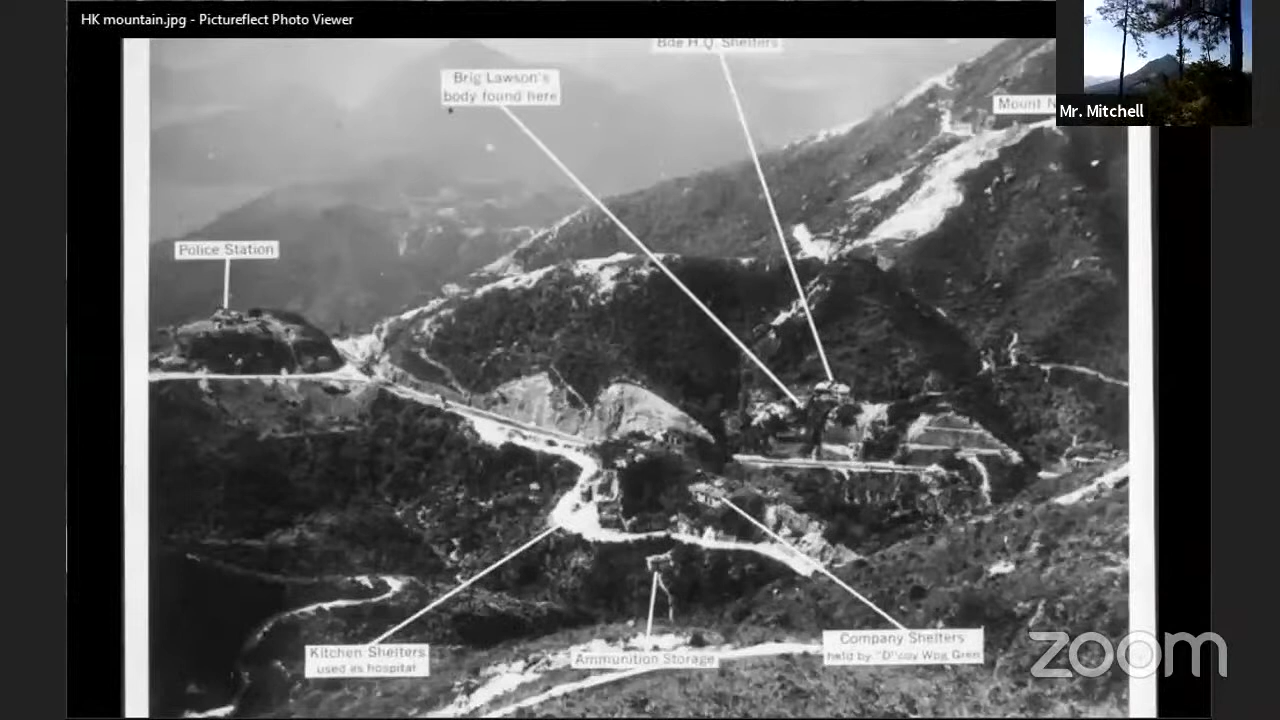 HK mountain.jpg - Pictureflect Photo Viewer
Bde H.Q. Shelters
Brig Lawson's
body found here
Mount N
Mr. Mitchell
Police Station
Kitchen Shelters
used as hospital
Ammunition Storage
Company Shelters
held by "D" Coy Wpg Gren
zoom